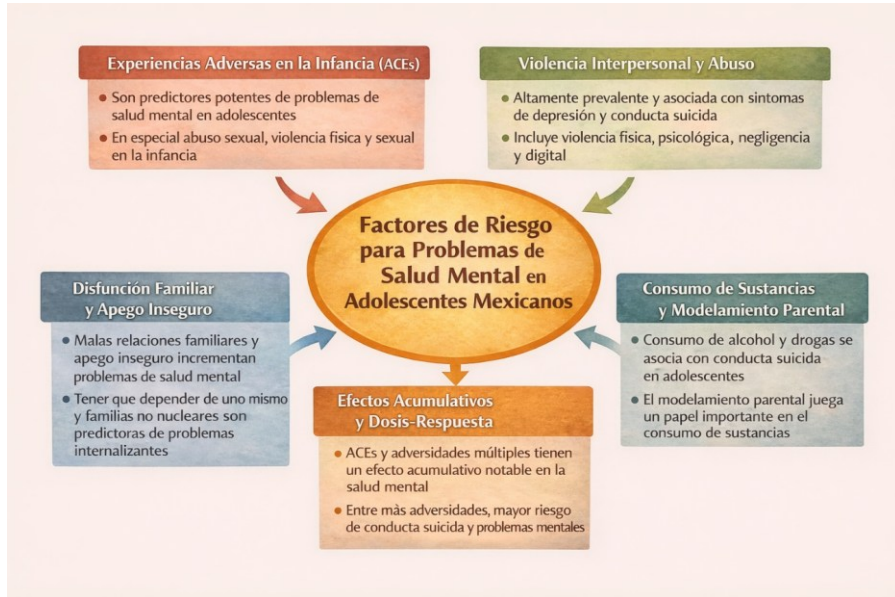 Experiencias Adversas en la Infancia (ACEs)
• Son predictores potentes de problemas de
salud mental en adolescentes
• En especial abuso sexual, violencia fisica y sexual
en la infancia
Violencia Interpersonal y Abuso
• Altamente prevalente y asociada con sintomas
de depresión y conducta suicida
• Incluye violencia fisica, psicológica, negligencia
y digital
Factores de Riesgo
para Problemas de
Salud Mental en
Adolescentes Mexicanos
Disfunción Familiar
y Apego Inseguro
• Malas relaciones familiares y
apego inseguro incrementan
problemas de salud mental
• Tener que depender de uno mismo
y familias no nucleares son
predictoras de problemas
internalizantes
Consumo de Sustancias
y Modelamiento Parental
• Consumo de alcohol y drogas se
asocia con conducta suicida
en adolescentes
• El modelamiento parental juega
un papel importante en el
consumo de sustancias
Efectos Acumulativos
y Dosis-Respuesta
• ACEs y adversidades múltiples tienen
un efecto acumulativo notable en la
salud mental
• Entre màs adversidades, mayor riesgo
de conducta suicida y problemas mentales